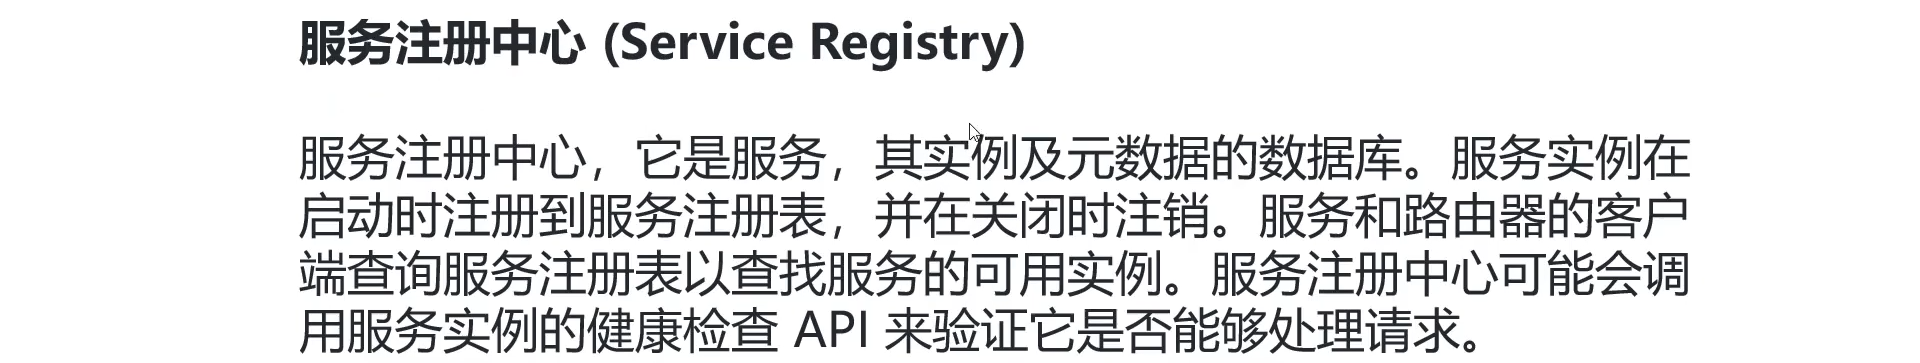 服务注册中心 (Service Registry)
服务注册中心，它是服务，其实例及元数据的数据库。服务实例在
启动时注册到服务注册表，并在关闭时注销。服务和路由器的客户
端查询服务注册表以查找服务的可用实例。服务注册中心可能会调
用服务实例的健康检查 API 来验证它是否能够处理请求。